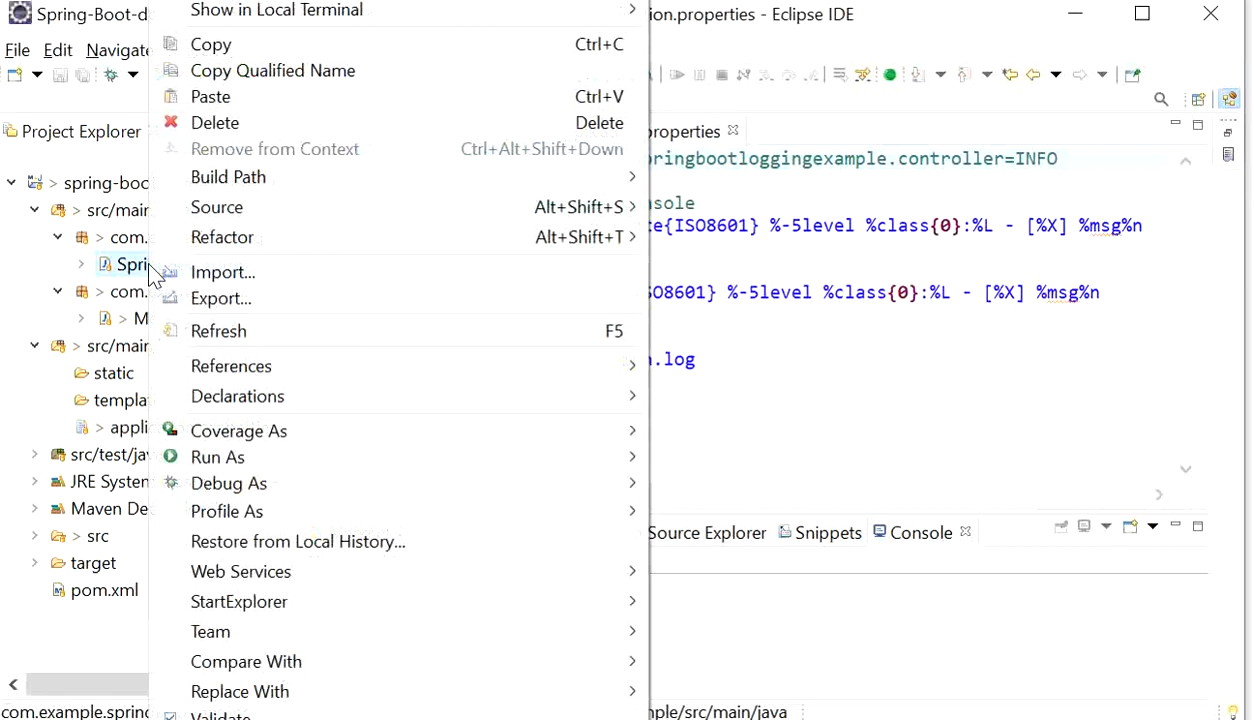 Spring-Boot-d
ion.properties - Eclipse IDE
File Edit Navigate
Show in Local Terminal
Copy Ctrl+C
Copy Qualified Name
Paste Ctrl+V
Delete Delete
Remove from Context Ctrl+Alt+Shift+Down
Build Path
Source Alt+Shift+S
Refactor Alt+Shift+T
Import...
Export...
Refresh F5
References
Declarations
Coverage As
Run As
Debug As
Profile As
Restore from Local History...
Web Services
StartExplorer
Team
Compare With
Replace With
Validate
Project Explorer
> spring-boo
> src/main
> com.
Spri
> com.
> M
> src/main
static
templa
> appli
src/test/jav
JRE System
Maven De
> src
target
pom.xml
properties
ringbootloggingexample.controller=INFO
nsole
te{ISO8601} %-5level %class{0}:%L - [%X] %msg%n
SO8601} %-5level %class{0}:%L - [%X] %msg%n
n.log
Source Explorer Snippets Console
com.example.spring
mple/src/main/java